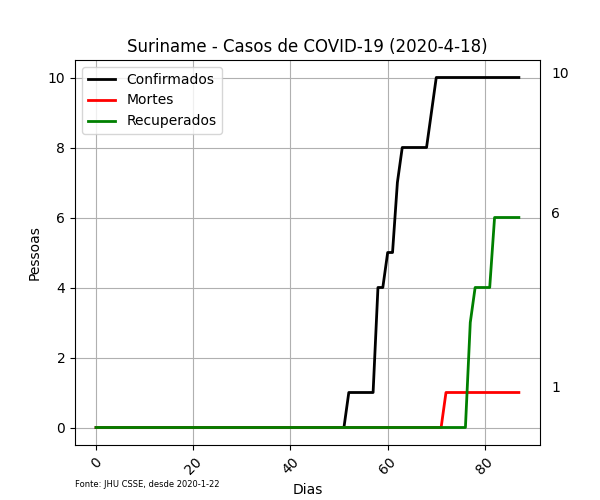 Suriname - Casos de COVID-19 (2020-4-18)
Confirmados
Mortes
Recuperados
10
8
6
4
2
0
Pessoas
10
6
1
0
20
40
60
80
Dias
Fonte: JHU CSSE, desde 2020-1-22